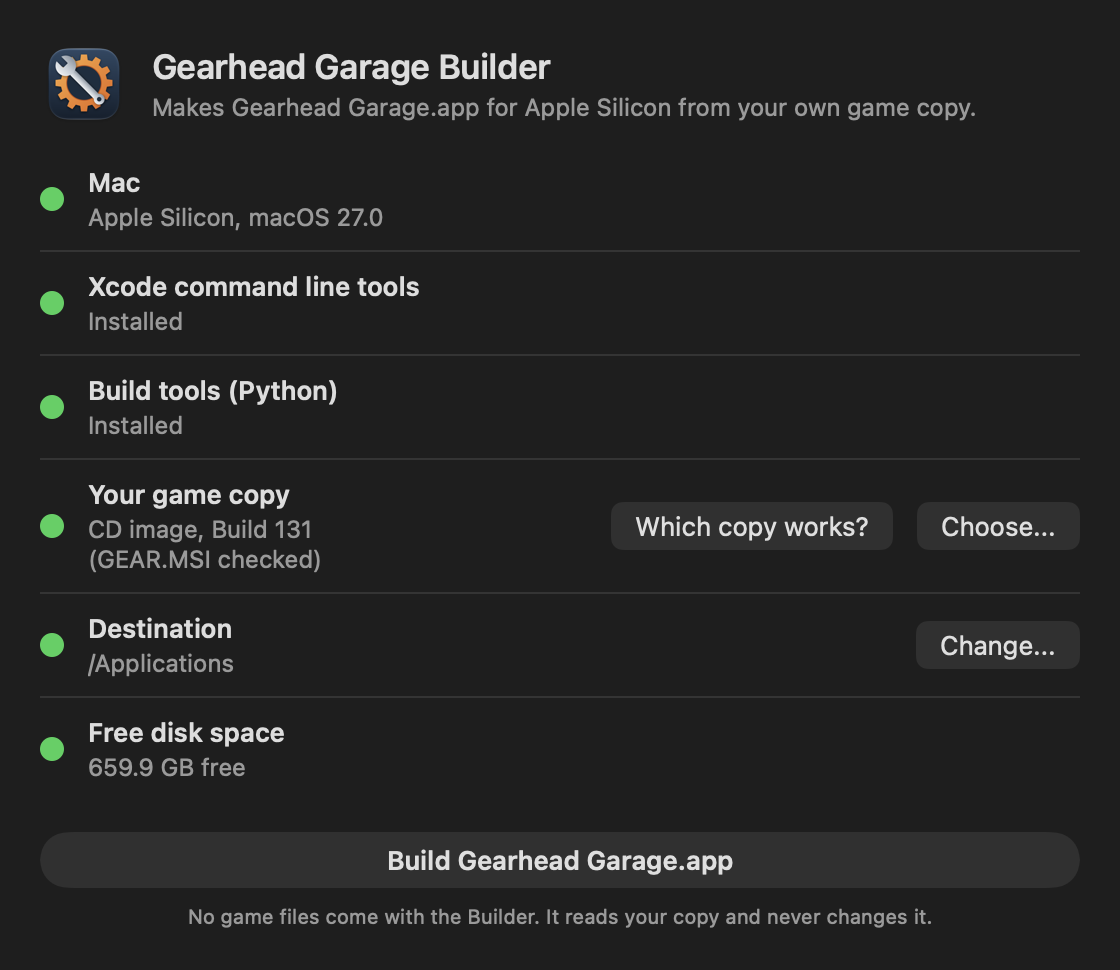 Gearhead Garage Builder
Makes Gearhead Garage.app for Apple Silicon from your own game copy.
Mac
Apple Silicon, macOS 27.0
Xcode command line tools
Installed
Build tools (Python)
Installed
Your game copy
CD image, Build 131
(GEAR.MSI checked)
Which copy works?
Choose...
Destination
/Applications
Change...
Free disk space
659.9 GB free
Build Gearhead Garage.app
No game files come with the Builder. It reads your copy and never changes it.